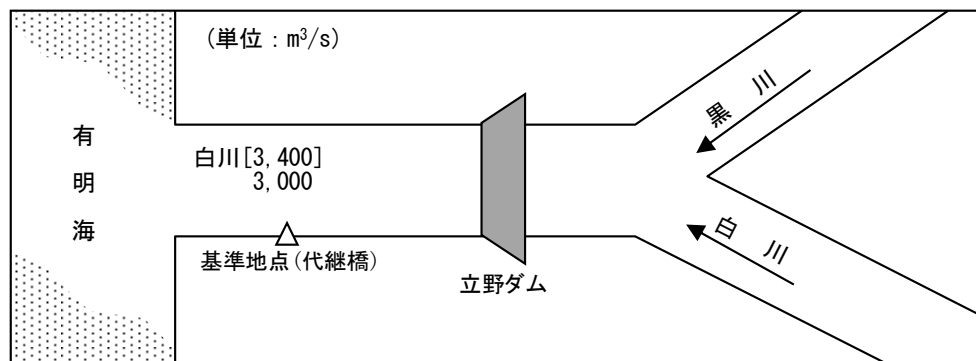 (単位：m³/s)
黒川
有明海
白川[3,400]
3,000
白川
基準地点(代継橋)
立野ダム